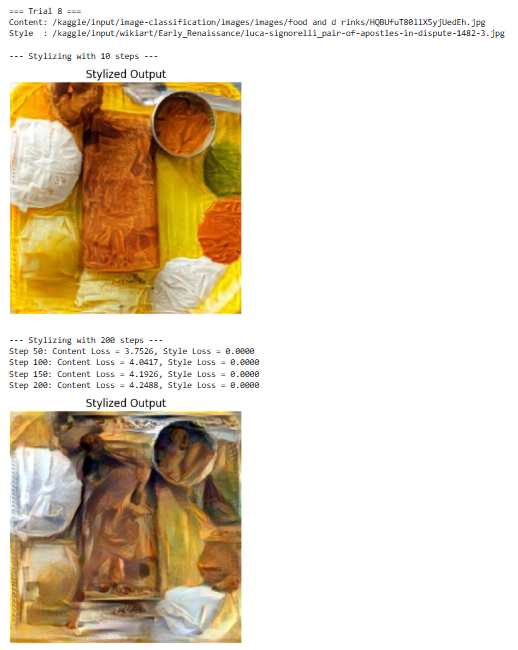 === Trial 8 ===
Content: /kaggle/input/image-classification/images/images/food and d rinks/HQBUfuT80llX5yjUedEh.jpg
Style  : /kaggle/input/wikiart/Early_Renaissance/luca-signorelli_pair-of-apostles-in-dispute-1482-3.jpg
--- Stylizing with 10 steps ---
Stylized Output
--- Stylizing with 200 steps ---
Step 50: Content Loss = 3.7526, Style Loss = 0.0000
Step 100: Content Loss = 4.0417, Style Loss = 0.0000
Step 150: Content Loss = 4.1926, Style Loss = 0.0000
Step 200: Content Loss = 4.2488, Style Loss = 0.0000
Stylized Output